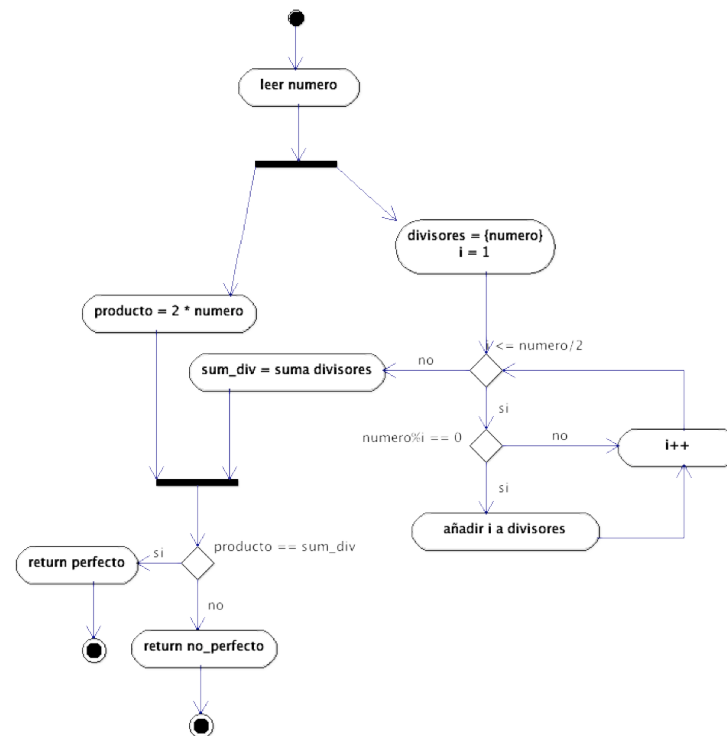 leer numero
divisores = {numero}
i = 1
producto = 2 * numero
i <= numero/2
no
sum_div = suma divisores
si
numero%i == 0
no
i++
si
añadir i a divisores
producto == sum_div
si
return perfecto
no
return no_perfecto